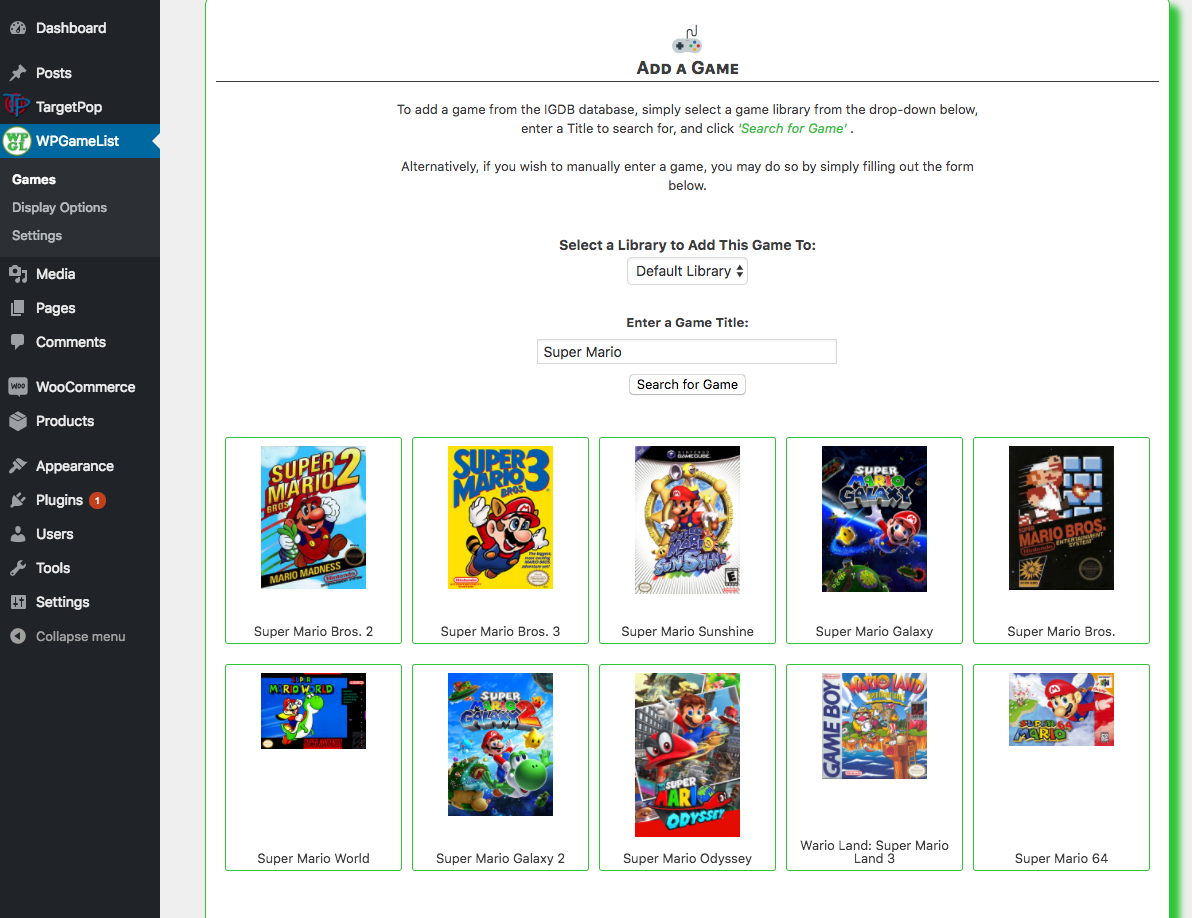 Dashboard
Posts
TargetPop
WPGameList
Games
Display Options
Settings
Media
Pages
Comments
WooCommerce
Products
Appearance
Plugins 1
Users
Tools
Settings
Collapse menu
Add a Game
To add a game from the IGDB database, simply select a game library from the drop-down below,
enter a Title to search for, and click 'Search for Game' .
Alternatively, if you wish to manually enter a game, you may do so by simply filling out the form
below.
Select a Library to Add This Game To:
Default Library
Enter a Game Title:
Super Mario
Search for Game
SUPER
MARIO
BROS 2
MARIO MADNESS
Nintendo
Super Mario Bros. 2
SUPER
MARIO
BROS. 3
Nintendo
Super Mario Bros. 3
NINTENDO
GAMECUBE
SUPER
MARIO
SUNSHINE
E
Super Mario Sunshine
SUPER
MARIO
GALAXY
Super Mario Galaxy
SUPER
MARIO BROS.
Nintendo ENTERTAINMENT
SYSTEM
Super Mario Bros.
SUPER
MARIO WORLD
Super Mario World
SUPER
MARIO
GALAXY 2
Super Mario Galaxy 2
SUPER
MARIO
ODYSSEY
Super Mario Odyssey
GAME BOY
WARIO LAND
Wario Land: Super Mario
Land 3
SUPER
MARIO 64
Super Mario 64